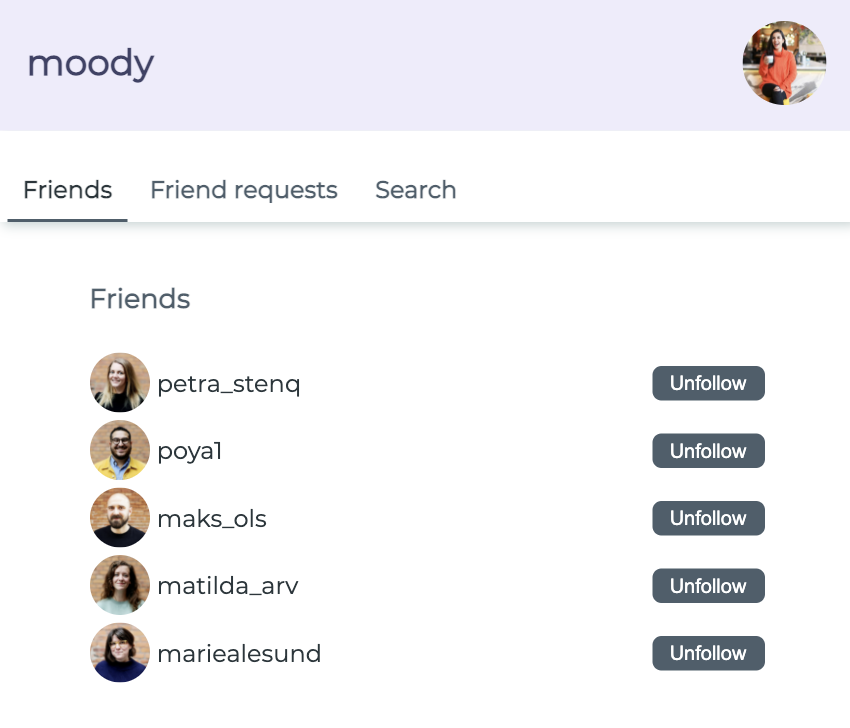 moody
Friends Friend requests Search
Friends
petra_stenq Unfollow
poya1 Unfollow
maks_ols Unfollow
matilda_arv Unfollow
mariealesund Unfollow